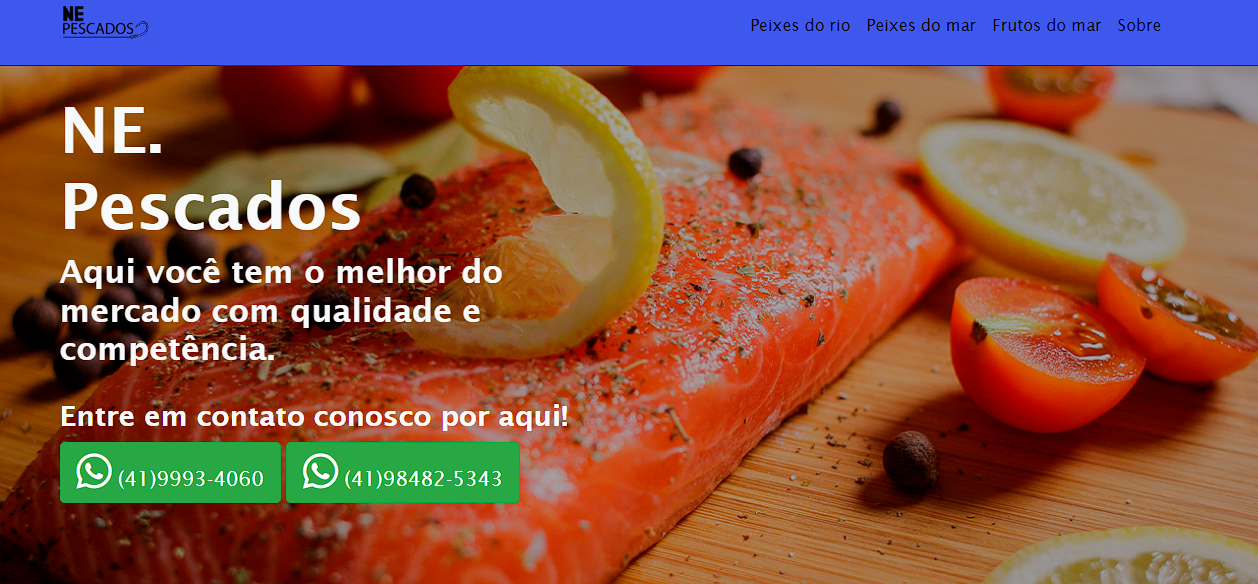 NE
PESCADOS
Peixes do rio Peixes do mar Frutos do mar Sobre
NE.
Pescados
Aqui você tem o melhor do
mercado com qualidade e
competência.
Entre em contato conosco por aqui!
(41)9993-4060 (41)98482-5343